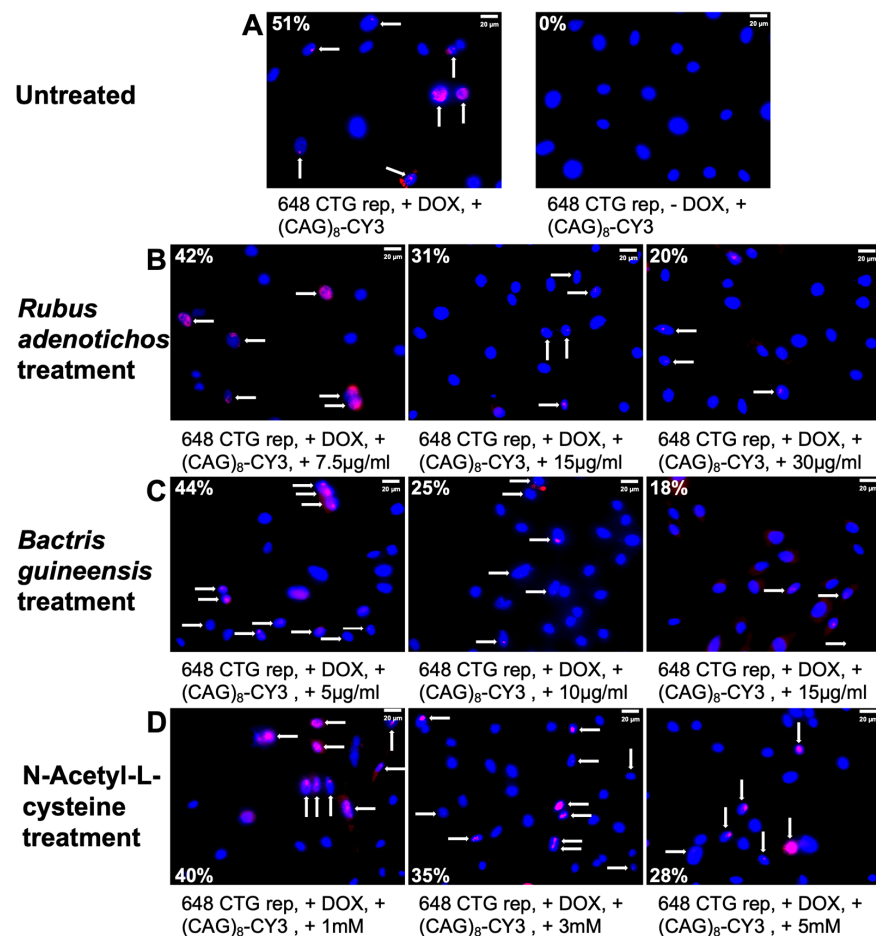 A
51%
20 µm
0%
20 µm
Untreated
648 CTG rep, + DOX, +
(CAG)8-CY3
648 CTG rep, - DOX, +
(CAG)8-CY3
B
42%
20 µm
31%
20 µm
20%
20 µm
Rubus
adenotichos
treatment
648 CTG rep, + DOX, +
(CAG)8-CY3, + 7.5µg/ml
648 CTG rep, + DOX, +
(CAG)8-CY3, + 15µg/ml
648 CTG rep, + DOX, +
(CAG)8-CY3, + 30µg/ml
C
44%
20 µm
25%
20 µm
18%
20 µm
Bactris
guineensis
treatment
648 CTG rep, + DOX, +
(CAG)8-CY3 , + 5µg/ml
648 CTG rep, + DOX, +
(CAG)8-CY3 , + 10µg/ml
648 CTG rep, + DOX, +
(CAG)8-CY3 , + 15µg/ml
D
20 µm
20 µm
20 µm
N-Acetyl-L-
cysteine
treatment
40%
35%
28%
648 CTG rep, + DOX, +
(CAG)8-CY3 , + 1mM
648 CTG rep, + DOX, +
(CAG)8-CY3 , + 3mM
648 CTG rep, + DOX, +
(CAG)8-CY3 , + 5mM